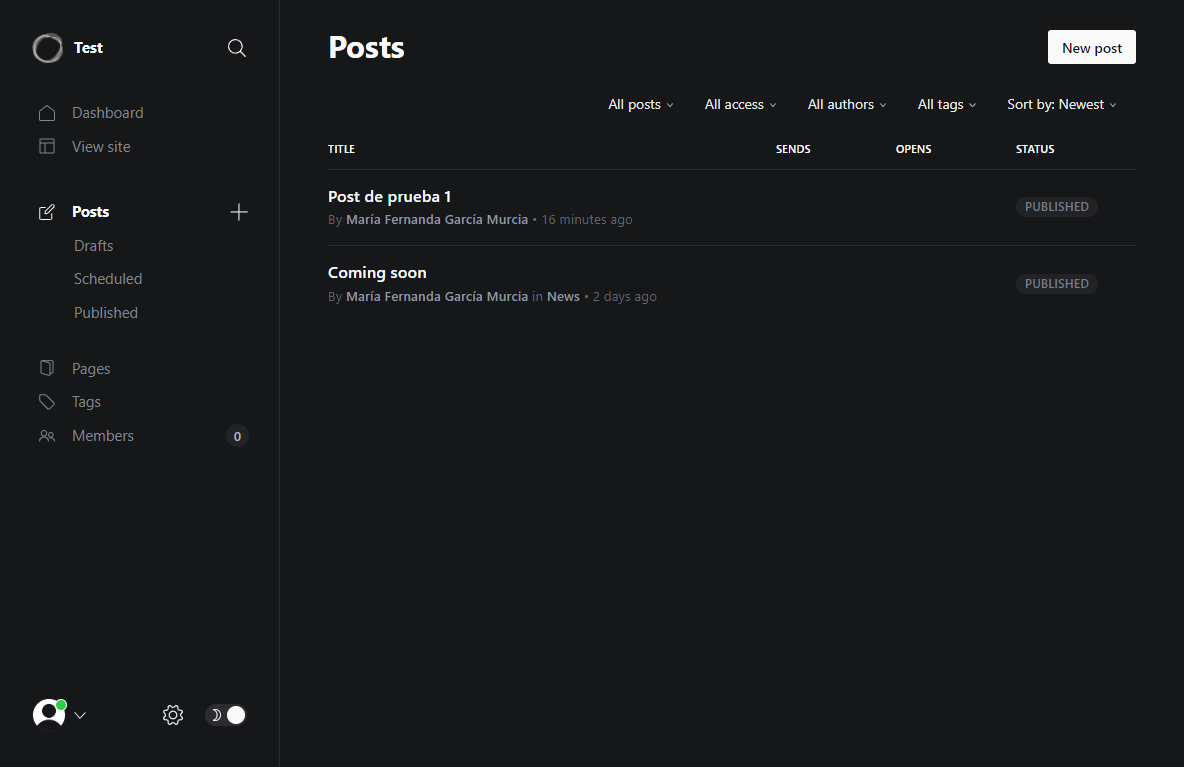 Test
Dashboard
View site
Posts
Drafts
Scheduled
Published
Pages
Tags
Members 0
Posts
New post
All posts All access All authors All tags Sort by: Newest
TITLE SENDS OPENS STATUS
Post de prueba 1
By María Fernanda García Murcia • 16 minutes ago
PUBLISHED
Coming soon
By María Fernanda García Murcia in News • 2 days ago
PUBLISHED